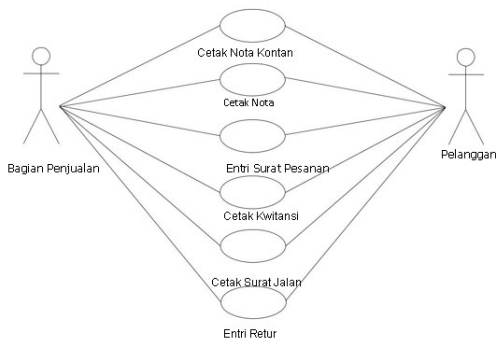 Cetak Nota Kontan
Cetak Nota
Bagian Penjualan
Entri Surat Pesanan
Pelanggan
Cetak Kwitansi
Cetak Surat Jalan
Entri Retur